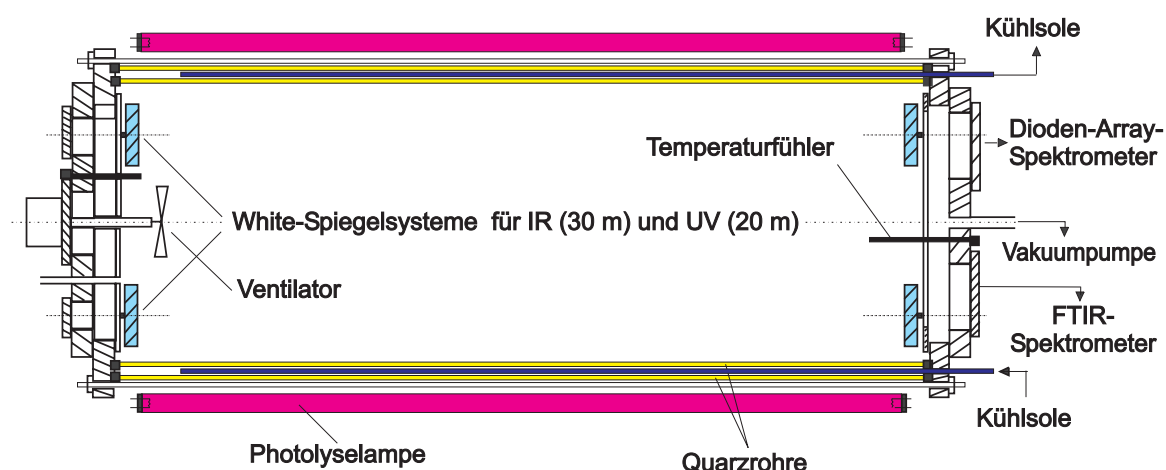 Kühlsole
Dioden-Array-
Spektrometer
Temperaturfühler
White-Spiegelsysteme für IR (30 m) und UV (20 m)
Vakuumpumpe
Ventilator
FTIR-
Spektrometer
Kühlsole
Photolyselampe
Quarzrohre